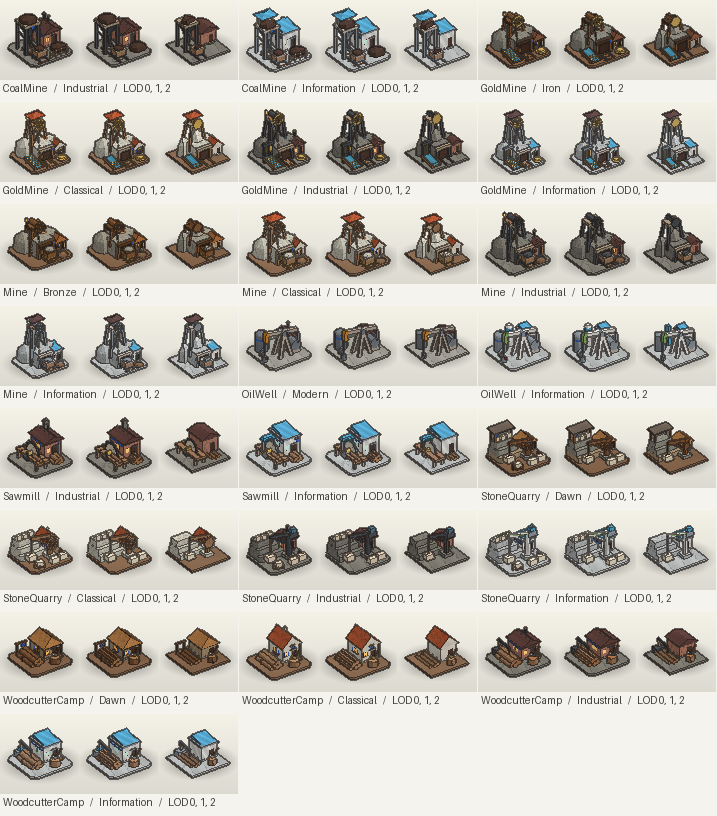 CoalMine / Industrial / LOD0, 1, 2
CoalMine / Information / LOD0, 1, 2
GoldMine / Iron / LOD0, 1, 2
GoldMine / Classical / LOD0, 1, 2
GoldMine / Industrial / LOD0, 1, 2
GoldMine / Information / LOD0, 1, 2
Mine / Bronze / LOD0, 1, 2
Mine / Classical / LOD0, 1, 2
Mine / Industrial / LOD0, 1, 2
Mine / Information / LOD0, 1, 2
OilWell / Modern / LOD0, 1, 2
OilWell / Information / LOD0, 1, 2
Sawmill / Industrial / LOD0, 1, 2
Sawmill / Information / LOD0, 1, 2
StoneQuarry / Dawn / LOD0, 1, 2
StoneQuarry / Classical / LOD0, 1, 2
StoneQuarry / Industrial / LOD0, 1, 2
StoneQuarry / Information / LOD0, 1, 2
WoodcutterCamp / Dawn / LOD0, 1, 2
WoodcutterCamp / Classical / LOD0, 1, 2
WoodcutterCamp / Industrial / LOD0, 1, 2
WoodcutterCamp / Information / LOD0, 1, 2